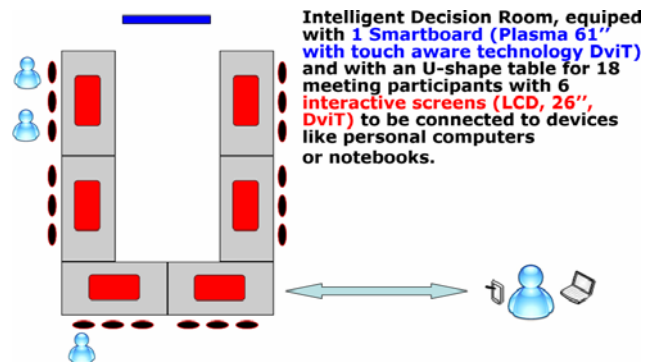 Intelligent Decision Room, equiped
with 1 Smartboard (Plasma 61’’
with touch aware technology DviT)
and with an U-shape table for 18
meeting participants with 6
interactive screens (LCD, 26’’,
DviT) to be connected to devices
like personal computers
or notebooks.